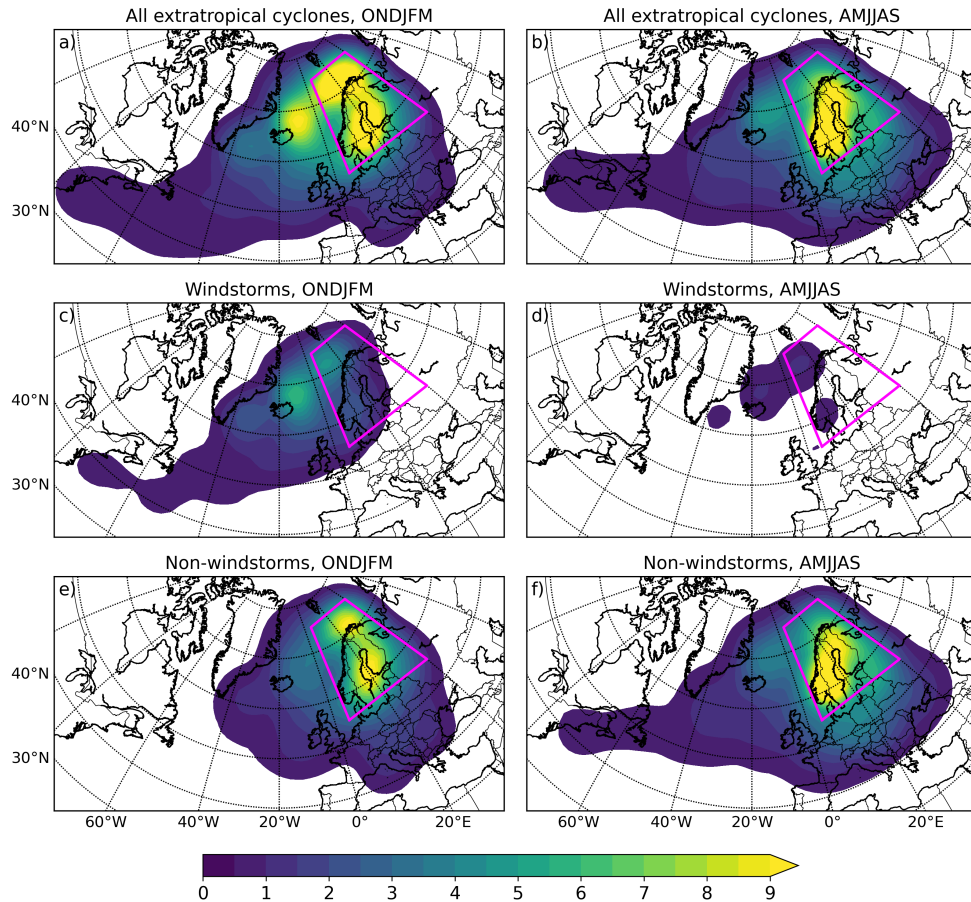 All extratropical cyclones, ONDJFM
All extratropical cyclones, AMJJAS
a)
b)
40°N
30°N
Windstorms, ONDJFM
Windstorms, AMJJAS
c)
d)
40°N
30°N
Non-windstorms, ONDJFM
Non-windstorms, AMJJAS
e)
f)
40°N
30°N
60°W 40°W 20°W 0° 20°E
60°W 40°W 20°W 0° 20°E
0 1 2 3 4 5 6 7 8 9